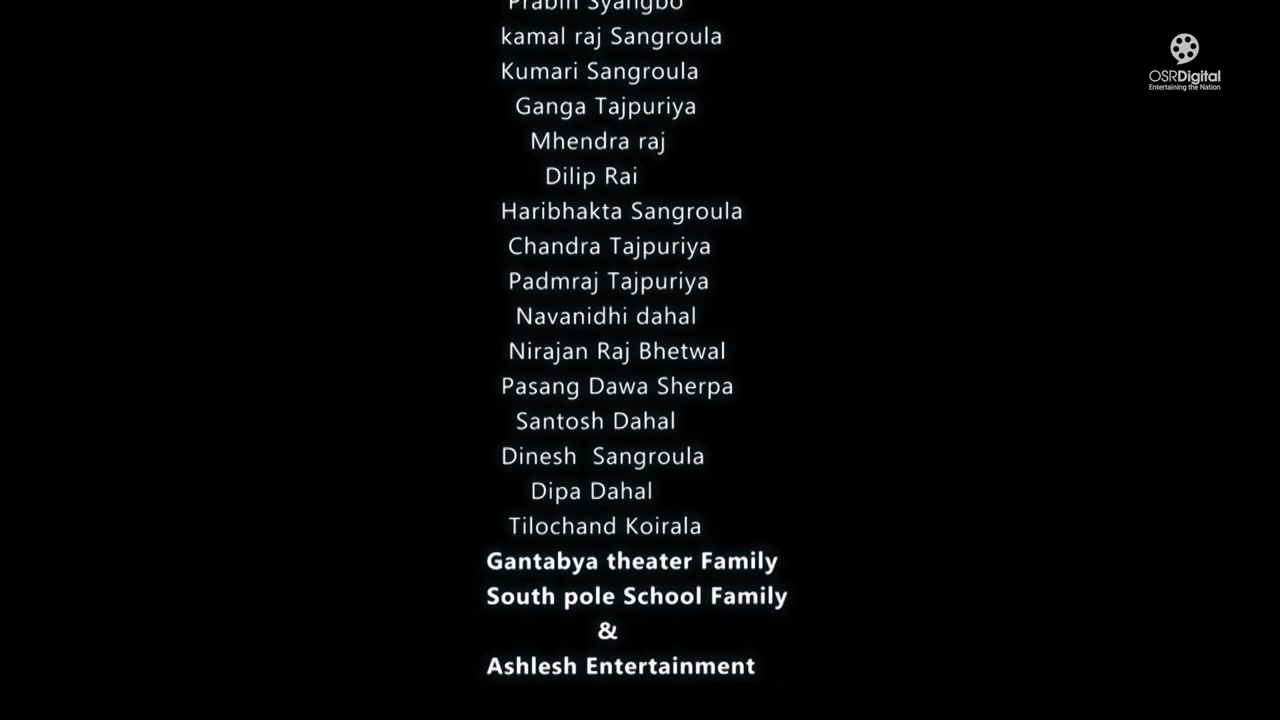 Prabin Syangbo
kamal raj Sangroula
Kumari Sangroula
Ganga Tajpuriya
Mhendra raj
Dilip Rai
Haribhakta Sangroula
Chandra Tajpuriya
Padmraj Tajpuriya
Navanidhi dahal
Nirajan Raj Bhetwal
Pasang Dawa Sherpa
Santosh Dahal
Dinesh  Sangroula
Dipa Dahal
Tilochand Koirala
Gantabya theater Family
South pole School Family
&
Ashlesh Entertainment
OSRDigital
Entertaining the Nation